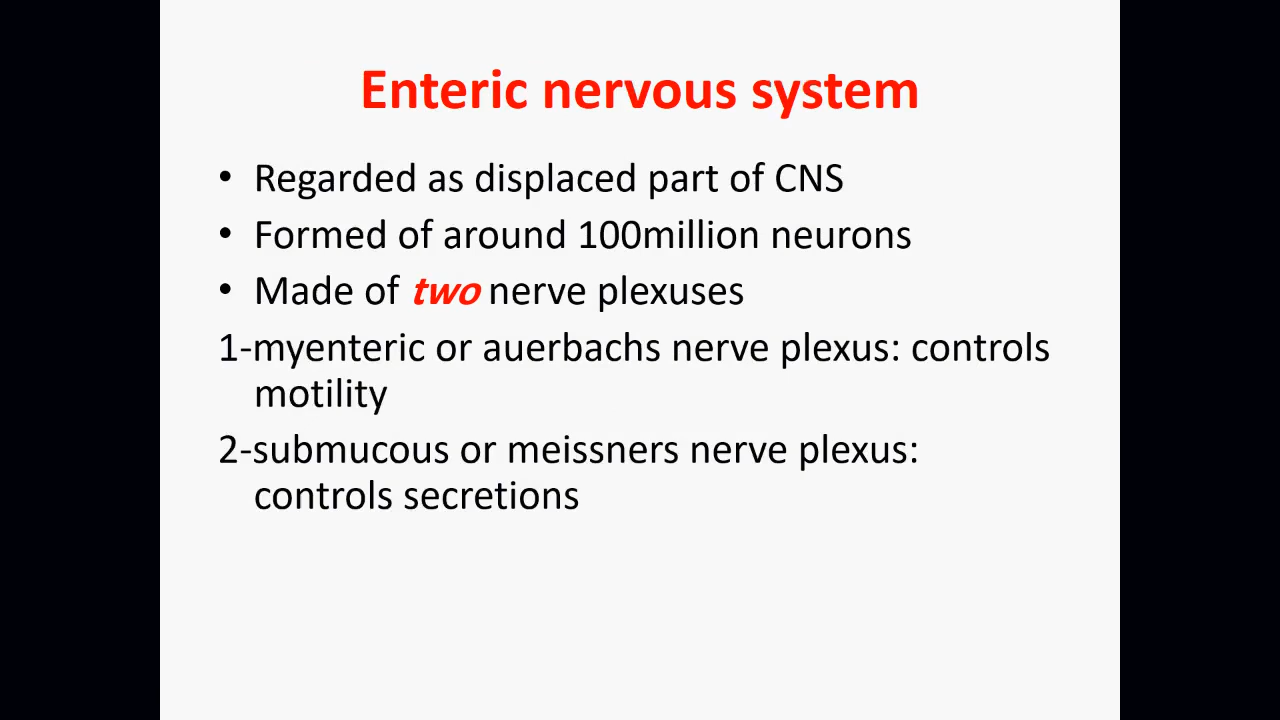 Enteric nervous system
• Regarded as displaced part of CNS
• Formed of around 100million neurons
• Made of two nerve plexuses
1-myenteric or auerbachs nerve plexus: controls
motility
2-submucous or meissners nerve plexus:
controls secretions